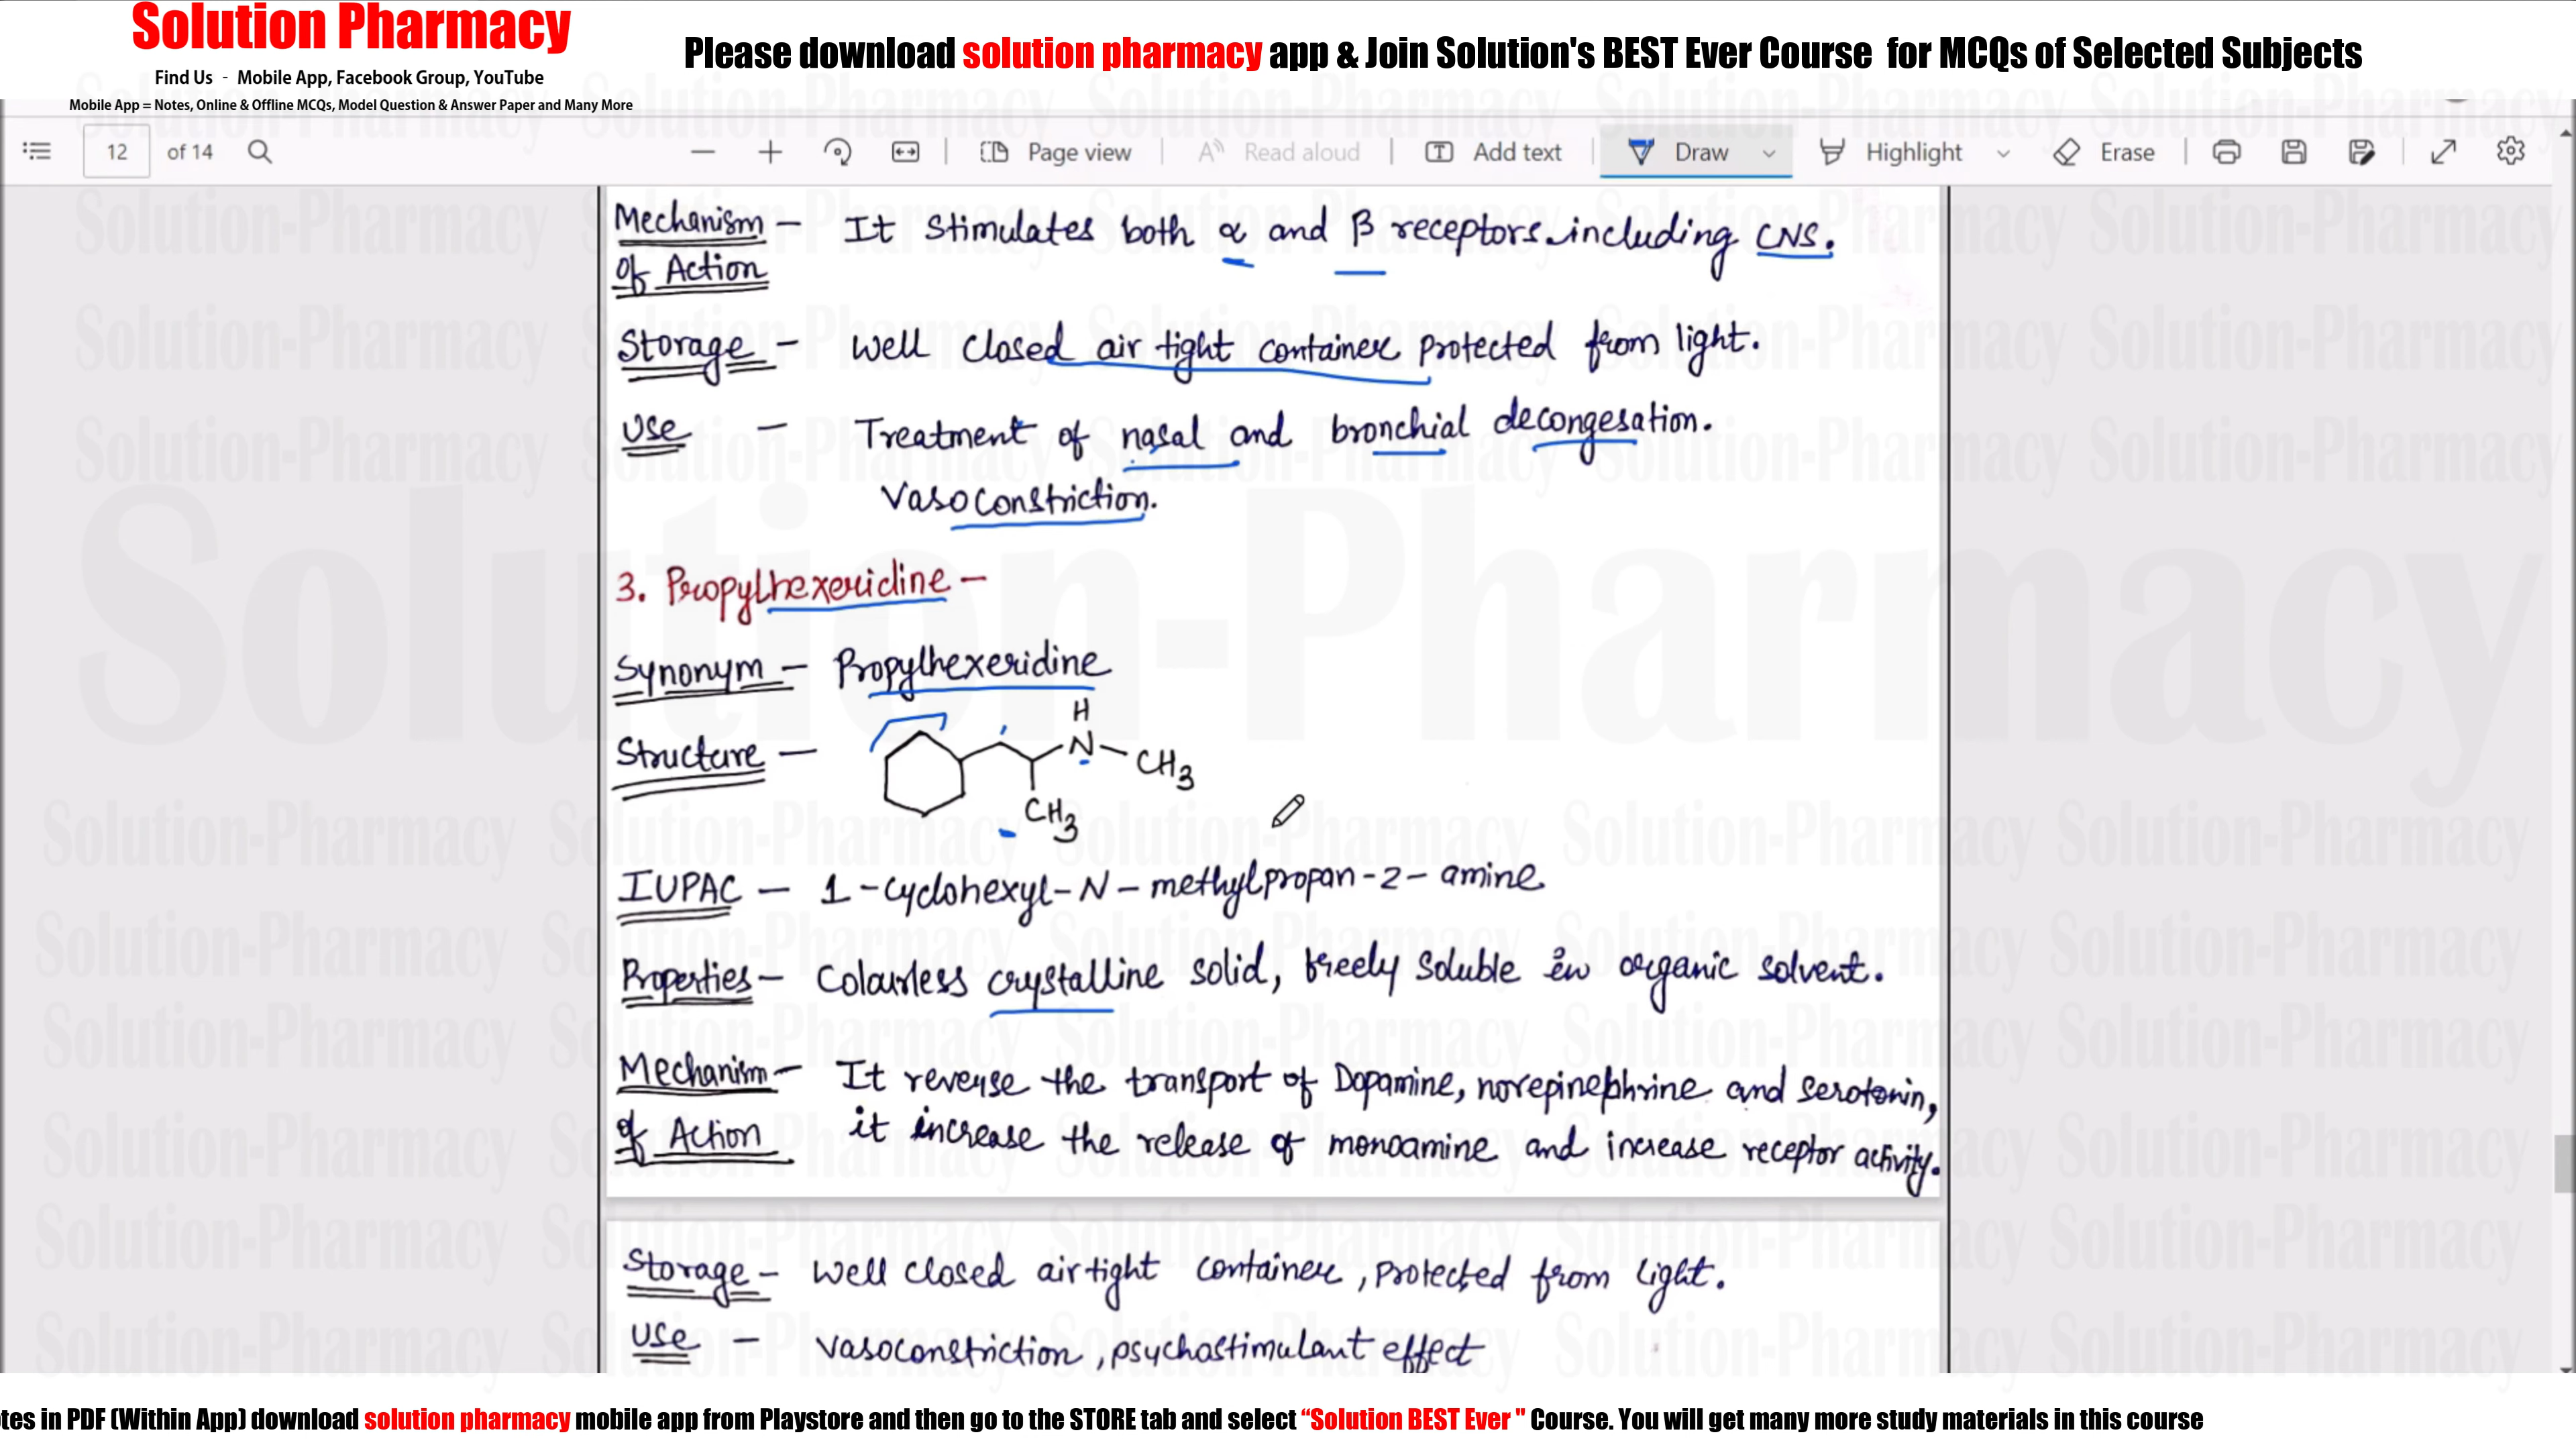 Solution Pharmacy
Find Us - Mobile App, Facebook Group, YouTube
Mobile App = Notes, Online & Offline MCQs, Model Question & Answer Paper and Many More
Please download solution pharmacy app & Join Solution's BEST Ever Course for MCQs of Selected Subjects
12 of 14 Page view Read aloud Add text Draw Highlight Erase
Mechanism of Action - It stimulates both α and β receptors including CNS.
Storage - Well closed air tight container protected from light.
Use - Treatment of nasal and bronchial decongesation.
Vasoconstriction.
3. Propylhexeridine -
Synonym - Propylhexeridine
Structure -
H
N - CH3
CH3
IUPAC - 1-cyclohexyl-N-methylpropan-2-amine
Properties - Colourless crystalline solid, freely soluble in organic solvent.
Mechanism of Action - It reverse the transport of Dopamine, norepinephrine and serotonin,
it increase the release of monoamine and increase receptor activity.
Storage - Well closed airtight container, protected from light.
Use - Vasoconstriction, psychostimulant effect
tes in PDF (Within App) download solution pharmacy mobile app from Playstore and then go to the STORE tab and select “Solution BEST Ever " Course. You will get many more study materials in this course
Solution-Pharmacy